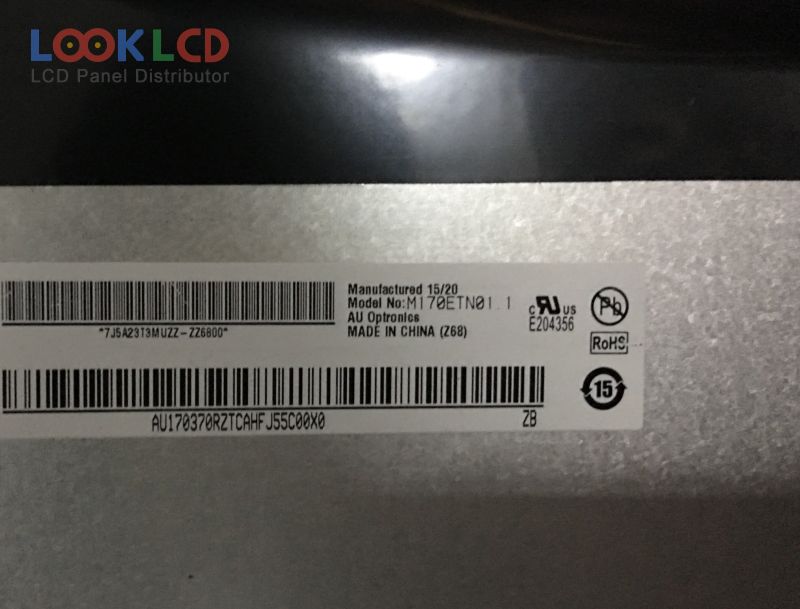 LOOKLCD
LCD Panel Distributor
Manufactured 15/20
Model No:M170ETN01.1
AU Optronics
MADE IN CHINA (Z68)
*7J5A23T3MUZZ-ZZ6800*
c RU US
E204356
Pb
RoHS
15
AU170370RZTCAHFJ55C00X0
ZB